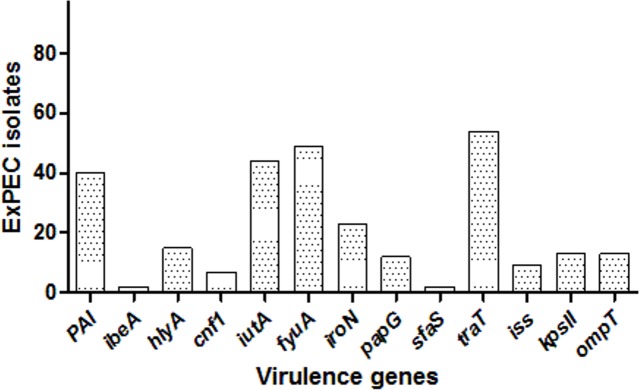 ExPEC isolates
80
60
40
20
0
PAI
ibeA
hlyA
cnf1
iutA
fyuA
iroN
papG
sfaS
traT
iss
kpsII
ompT
Virulence genes